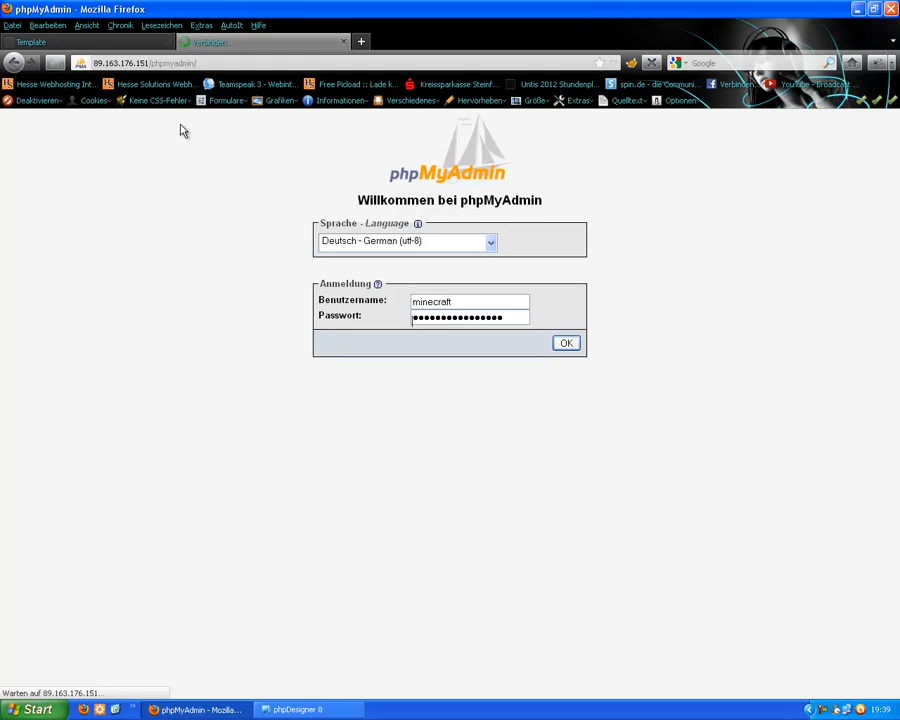 phpMyAdmin - Mozilla Firefox
Datei Bearbeiten Ansicht Chronik Lesezeichen Extras AutoIt Hilfe
Template Verbinden...
89.163.176.151/phpmyadmin/ Google
Hesse Webhosting Int... Hesse Solutions Webh... Teamspeak 3 - Webint... Free Picload :: Lade k... Kreissparkasse Steinf... Untis 2012 Stundenpl... spin.de - die Communi... Verbinden... YouTube - Broadcast ...
Deaktivieren Cookies Keine CSS-Fehler Formulare Grafiken Informationen Verschiedenes Hervorheben Größe Extras Quelltext Optionen
phpMyAdmin
Willkommen bei phpMyAdmin
Sprache - Language
Deutsch - German (utf-8)
Anmeldung
Benutzername: minecraft
Passwort: ●●●●●●●●●●●●●●●●
OK
Warten auf 89.163.176.151...
Start phpMyAdmin - Mozilla... phpDesigner 8 19:39